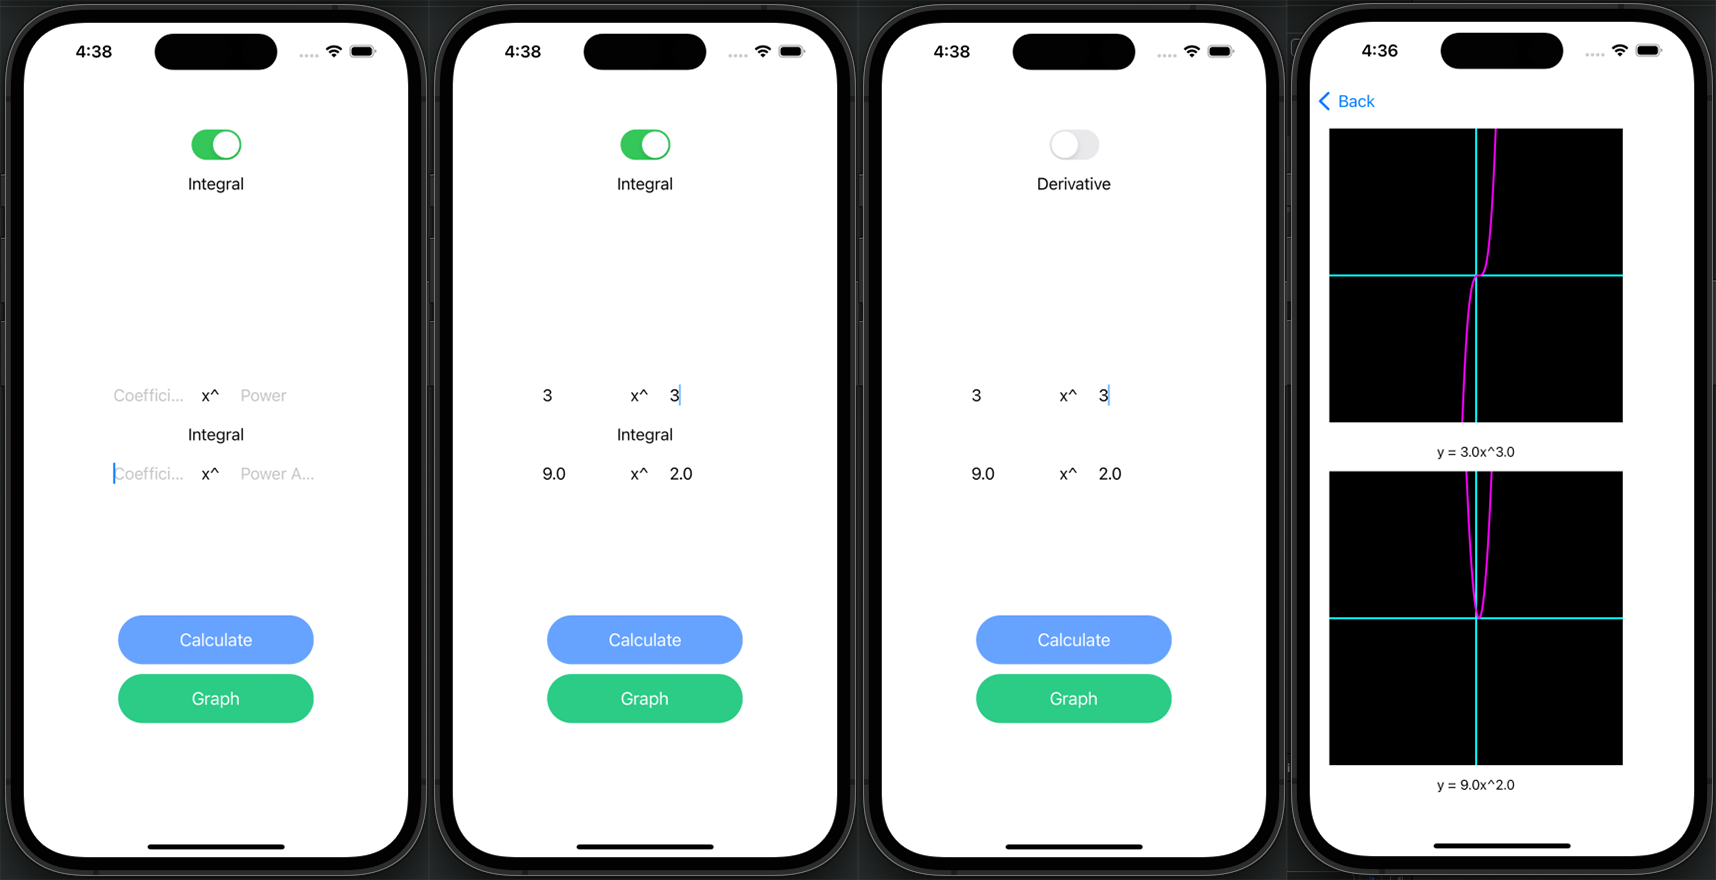 4:38
Integral
Coeffici... x^ Power
Integral
Coeffici... x^ Power A...
Calculate
Graph
4:38
Integral
3 x^ 3
Integral
9.0 x^ 2.0
Calculate
Graph
4:38
Derivative
3 x^ 3
9.0 x^ 2.0
Calculate
Graph
4:36
Back
y = 3.0x^3.0
y = 9.0x^2.0